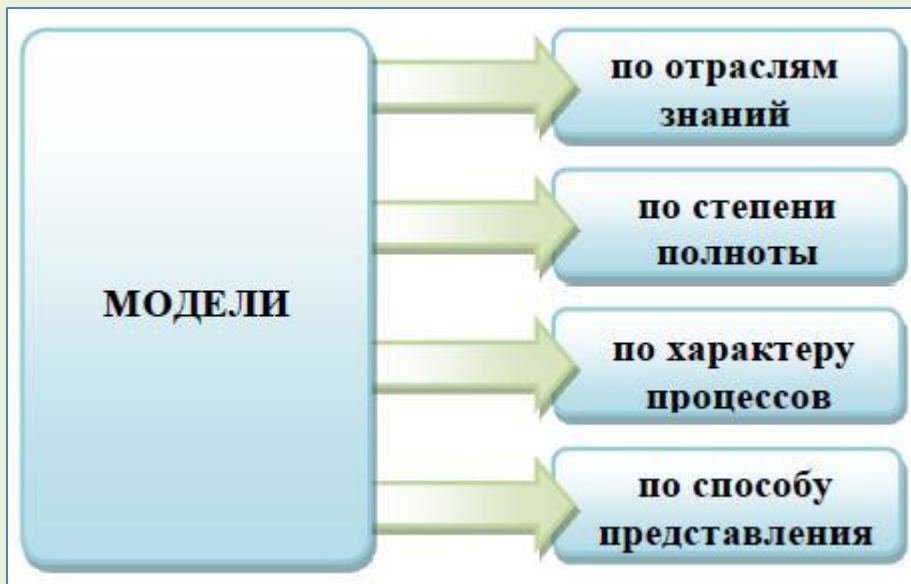 МОДЕЛИ
по отраслям
знаний
по степени
полноты
по характеру
процессов
по способу
представления